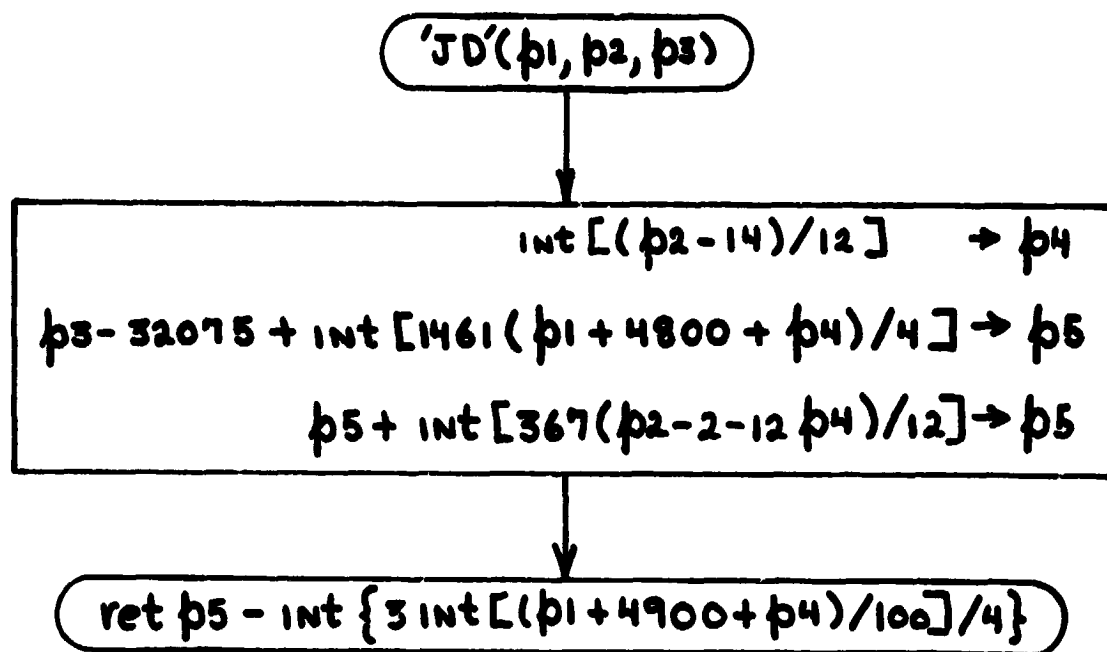 'JD'(p1, p2, p3)
int [(p2-14)/12] → p4
p3-32075 + int [1461(p1+4800+p4)/4] → p5
p5+ int [367(p2-2-12p4)/12] → p5
ret p5 - int {3 int [(p1+4900+p4)/100]/4}